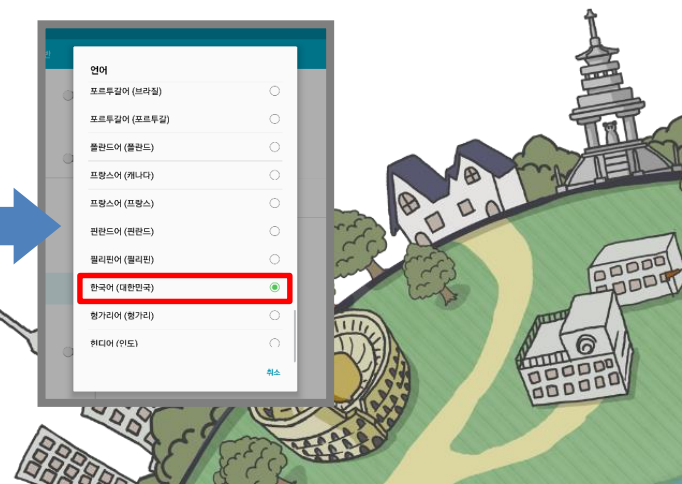 언어
포르투갈어 (브라질)
포르투갈어 (포르투갈)
폴란드어 (폴란드)
프랑스어 (캐나다)
프랑스어 (프랑스)
핀란드어 (핀란드)
필리핀어 (필리핀)
한국어 (대한민국)
헝가리어 (헝가리)
힌디어 (인도)
취소